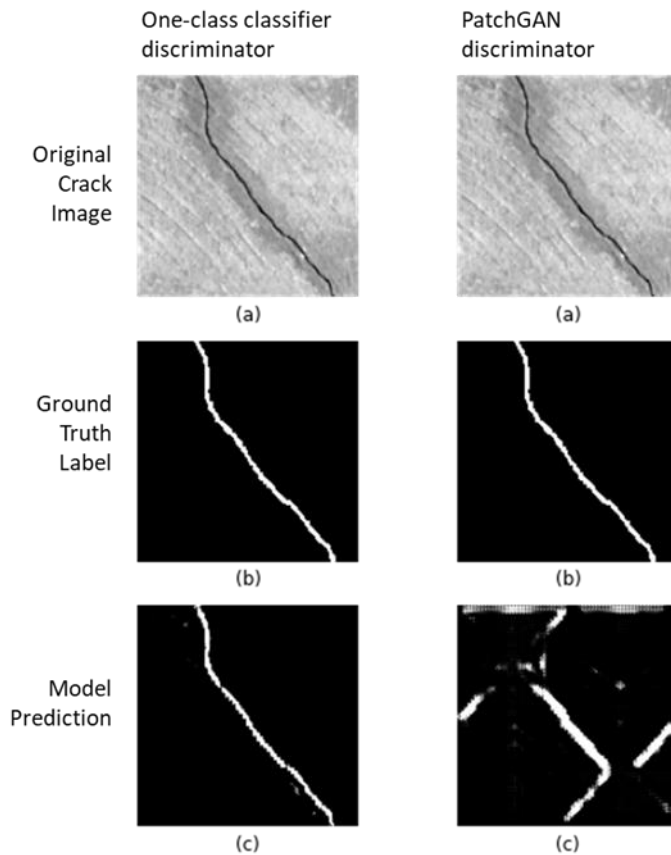 One-class classifier
discriminator
PatchGAN
discriminator
Original
Crack
Image
(a)
(a)
Ground
Truth
Label
(b)
(b)
Model
Prediction
(c)
(c)